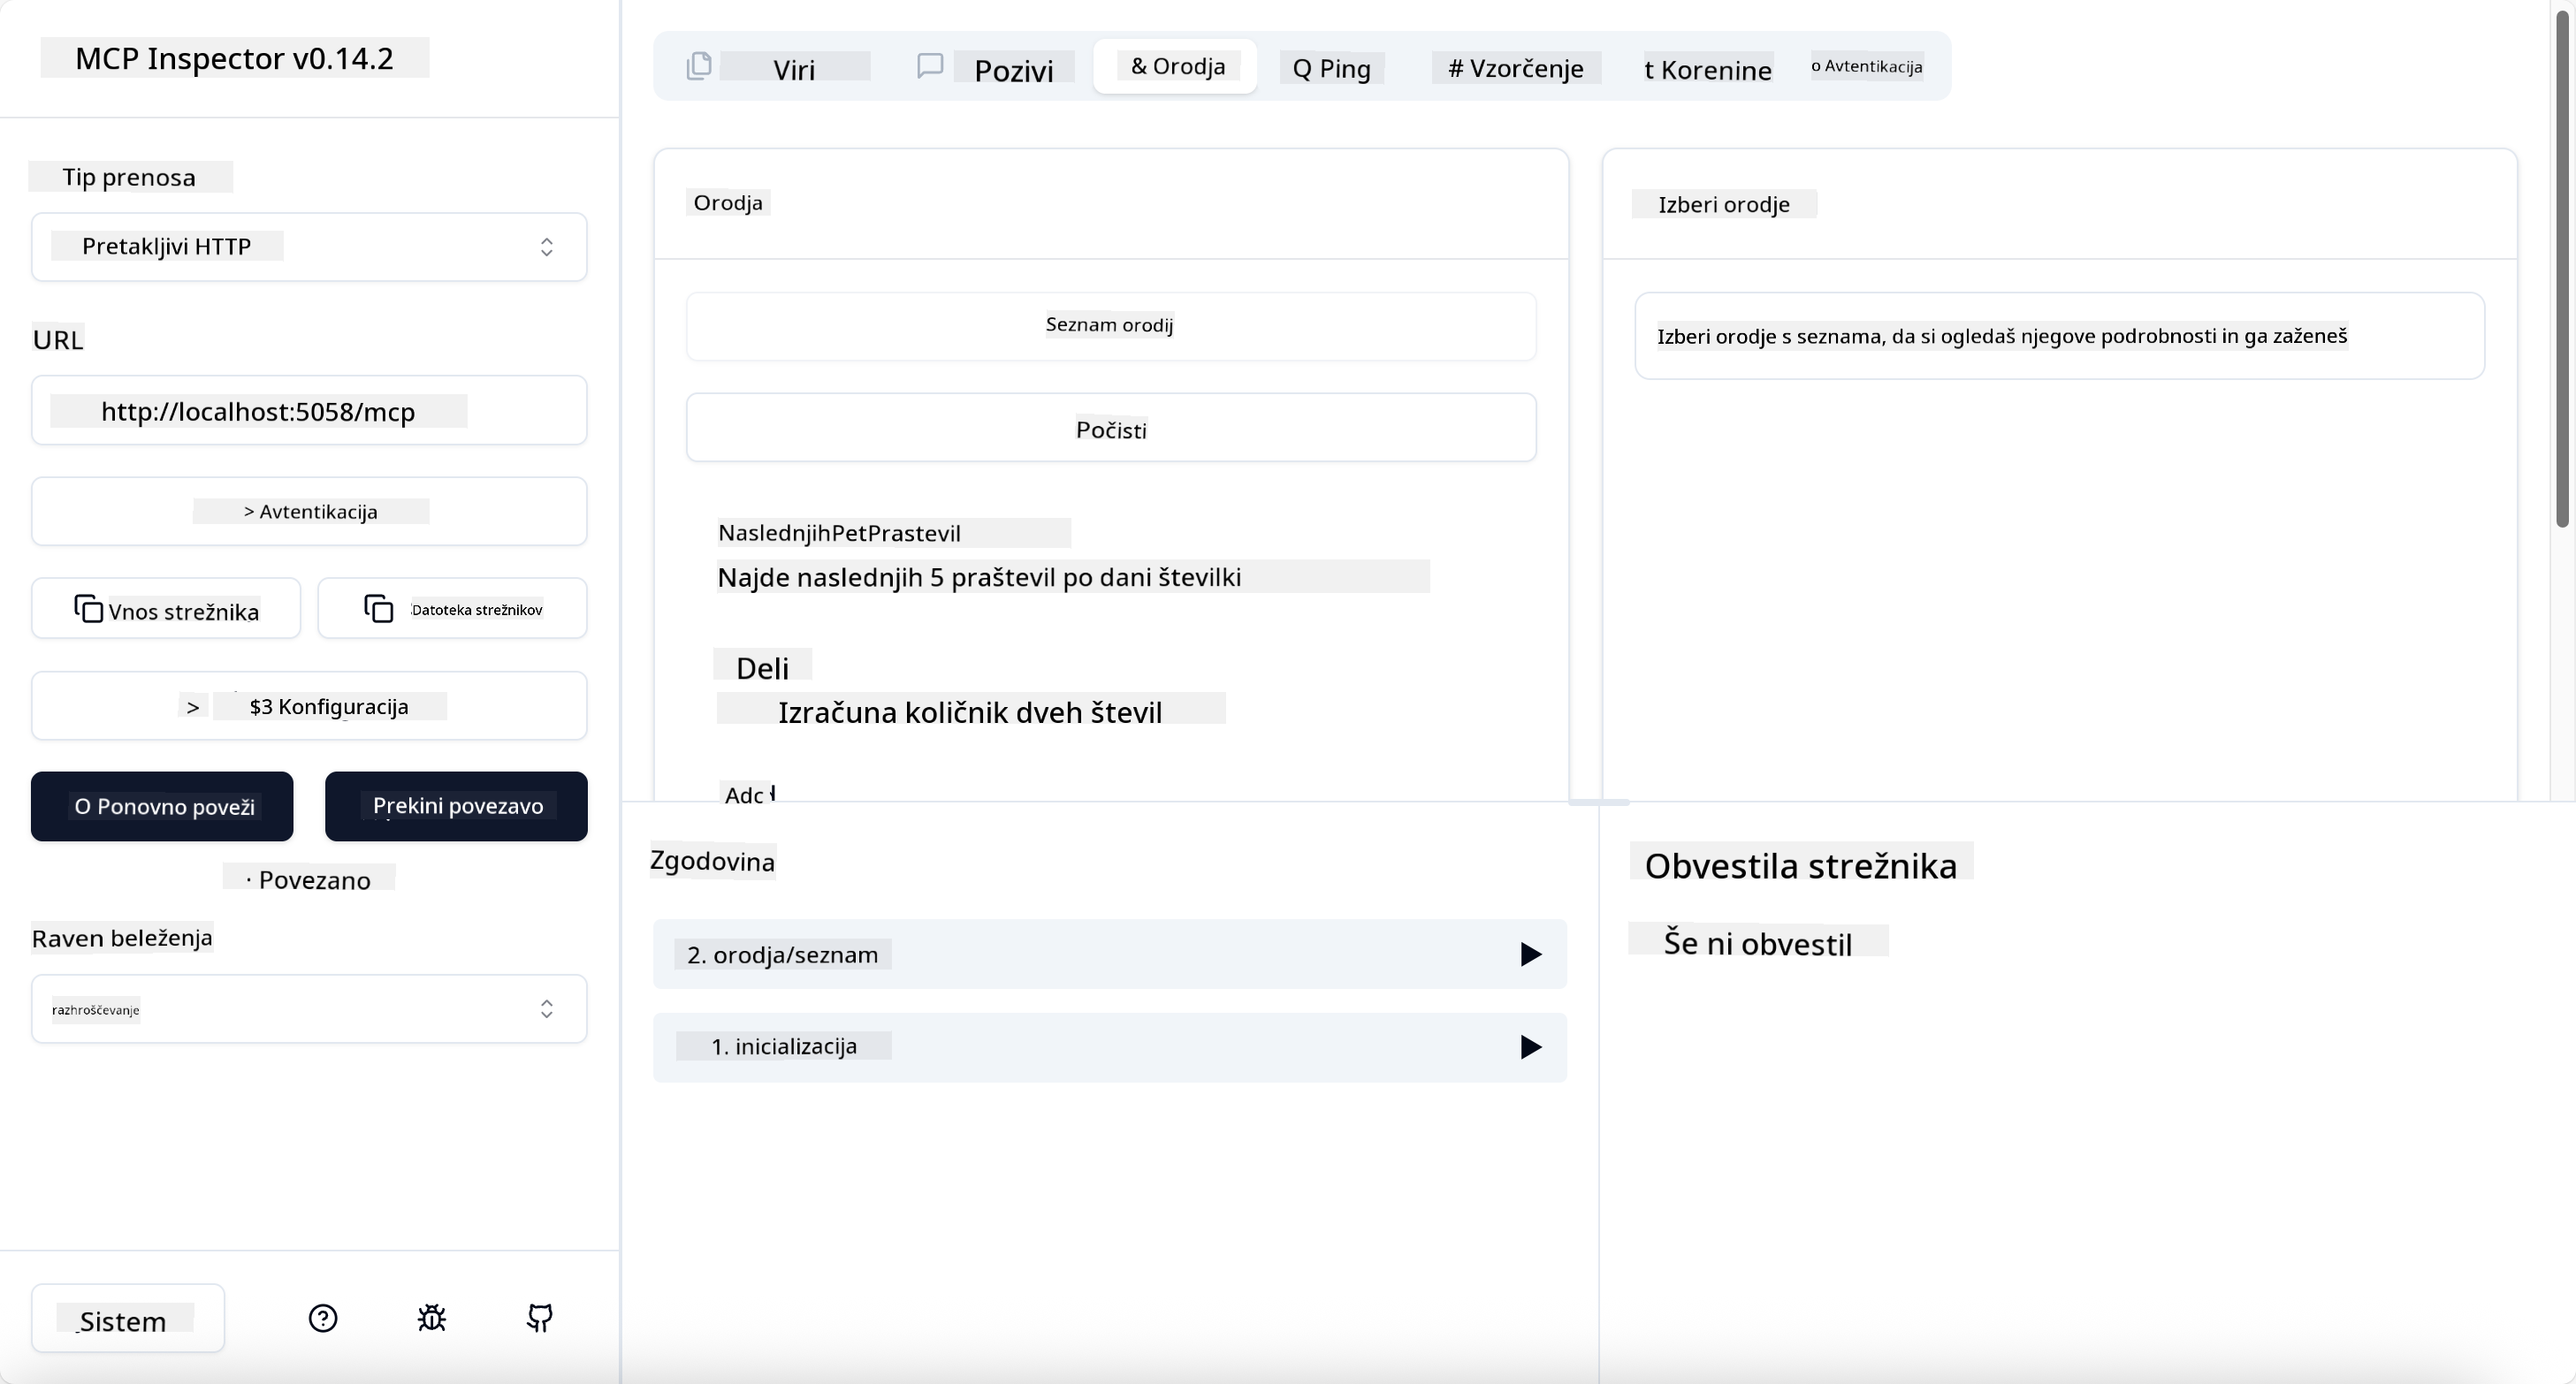 MCP Inspector v0.14.2
Tip prenosa
Pretakljivi HTTP
URL
http://localhost:5058/mcp
> Avtentikacija
Vnos strežnika
Datoteka strežnikov
> $3 Konfiguracija
O Ponovno poveži
Prekini povezavo
· Povezano
Raven beleženja
razhroščevanje
Sistem
Viri
Pozivi
& Orodja
Q Ping
# Vzorčenje
t Korenine
o Avtentikacija
Orodja
Seznam orodij
Počisti
NaslednjihPetPrastevil
Najde naslednjih 5 praštevil po dani številki
Deli
Izračuna količnik dveh števil
Izberi orodje
Izberi orodje s seznama, da si ogledaš njegove podrobnosti in ga zaženeš
Zgodovina
2. orodja/seznam
1. inicializacija
Obvestila strežnika
Še ni obvestil